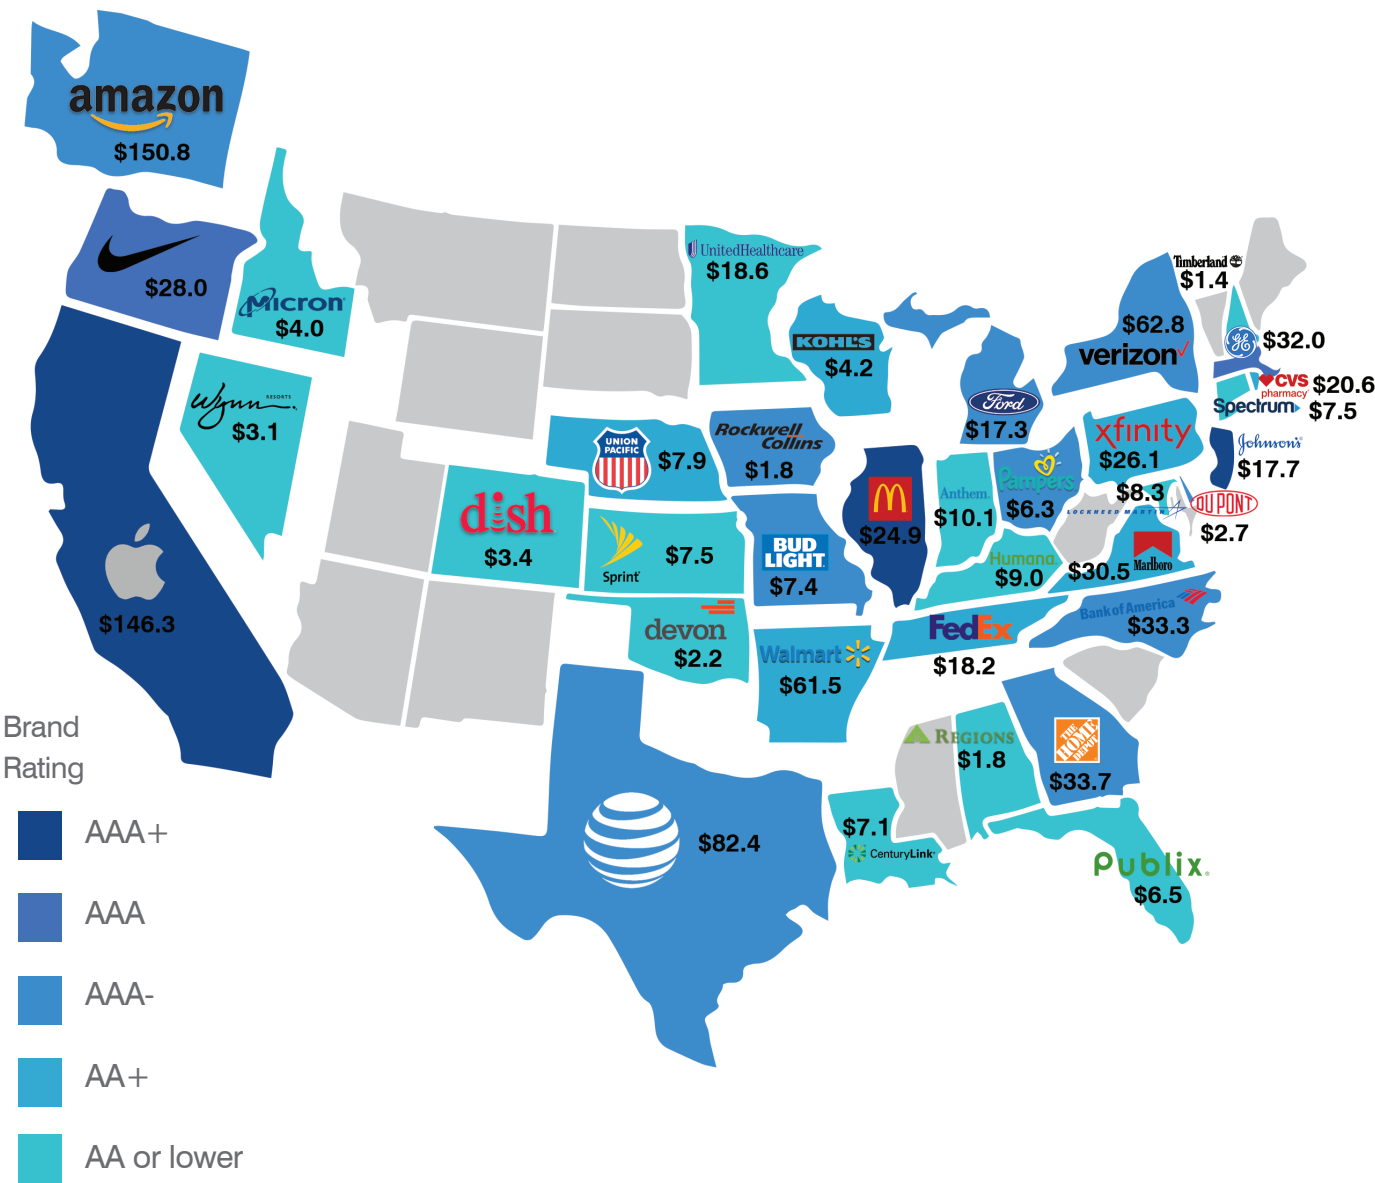 amazon
$150.8
$28.0
Micron
$4.0
Wynn
RESORTS
$3.1
$146.3
UnitedHealthcare
$18.6
KOHL'S
$4.2
Timberland
$1.4
$62.8
verizon
GE
$32.0
CVS
pharmacy
$20.6
Spectrum
$7.5
Ford
$17.3
UNION
PACIFIC
$7.9
Rockwell
Collins
$1.8
xfinity
$26.1
Johnson's
$17.7
dish
$3.4
Sprint
$7.5
BUD
LIGHT
$7.4
$24.9
Anthem.
$10.1
Pampers
$6.3
$8.3
LOCKHEED MARTIN
DUPONT
$2.7
Humana.
$9.0
$30.5
Marlboro
devon
$2.2
Walmart
$61.5
FedEx
$18.2
Bank of America
$33.3
REGIONS
$1.8
THE
HOME
DEPOT
$33.7
$82.4
$7.1
CenturyLink
Publix.
$6.5
Brand
Rating
AAA+
AAA
AAA-
AA+
AA or lower